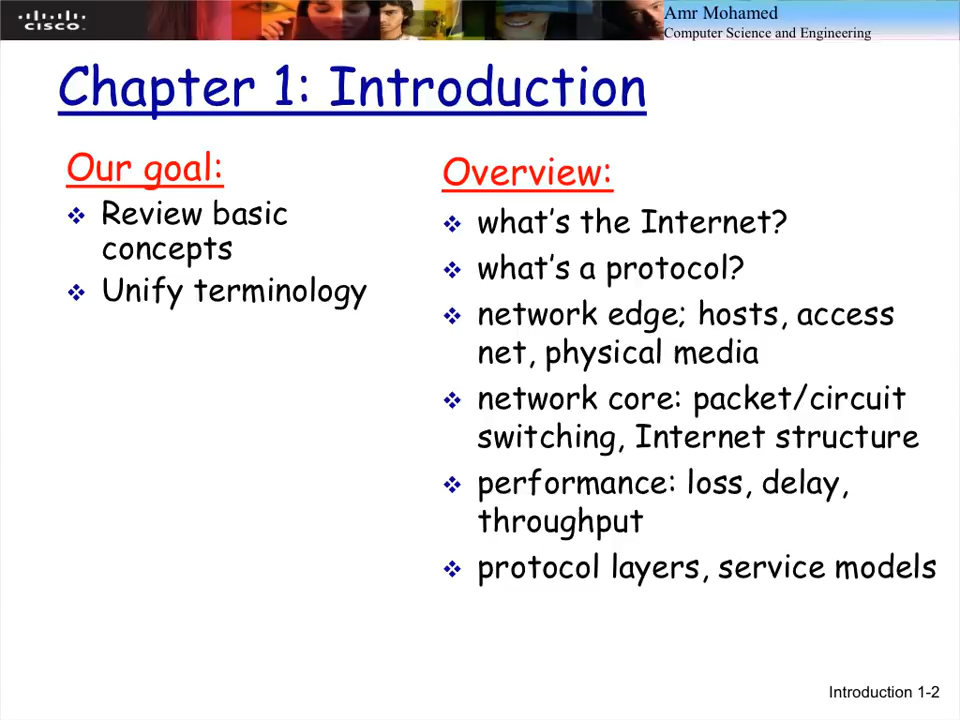 CISCO
Amr Mohamed
Computer Science and Engineering
Chapter 1: Introduction
Our goal:
Review basic
concepts
Unify terminology
Overview:
what's the Internet?
what's a protocol?
network edge; hosts, access
net, physical media
network core: packet/circuit
switching, Internet structure
performance: loss, delay,
throughput
protocol layers, service models
Introduction 1-2